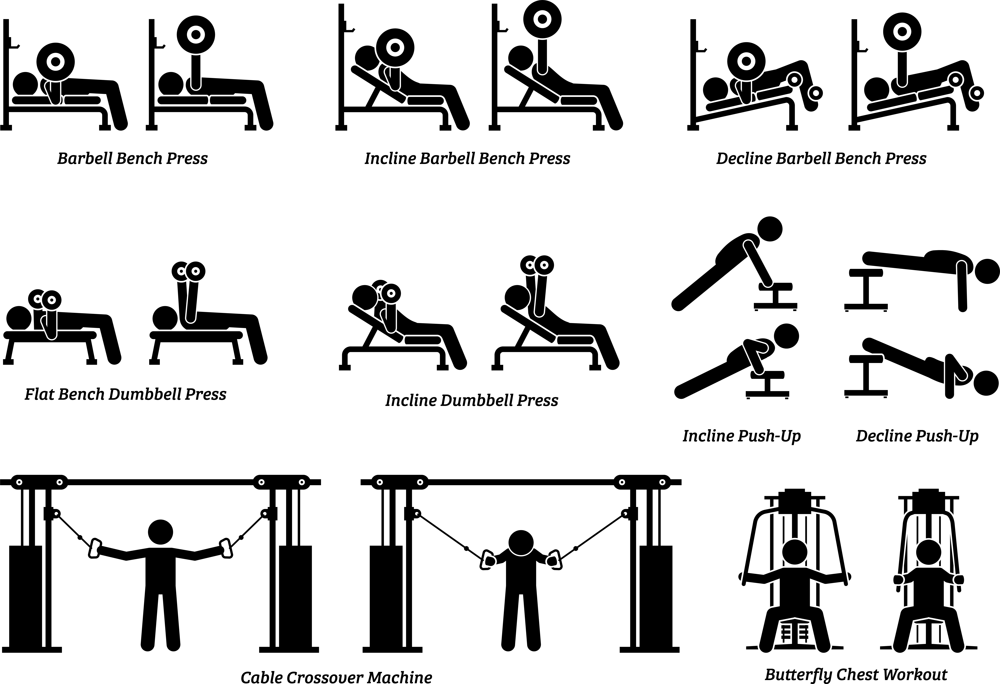 Barbell Bench Press
Incline Barbell Bench Press
Decline Barbell Bench Press
Flat Bench Dumbbell Press
Incline Dumbbell Press
Incline Push-Up
Decline Push-Up
Cable Crossover Machine
Butterfly Chest Workout